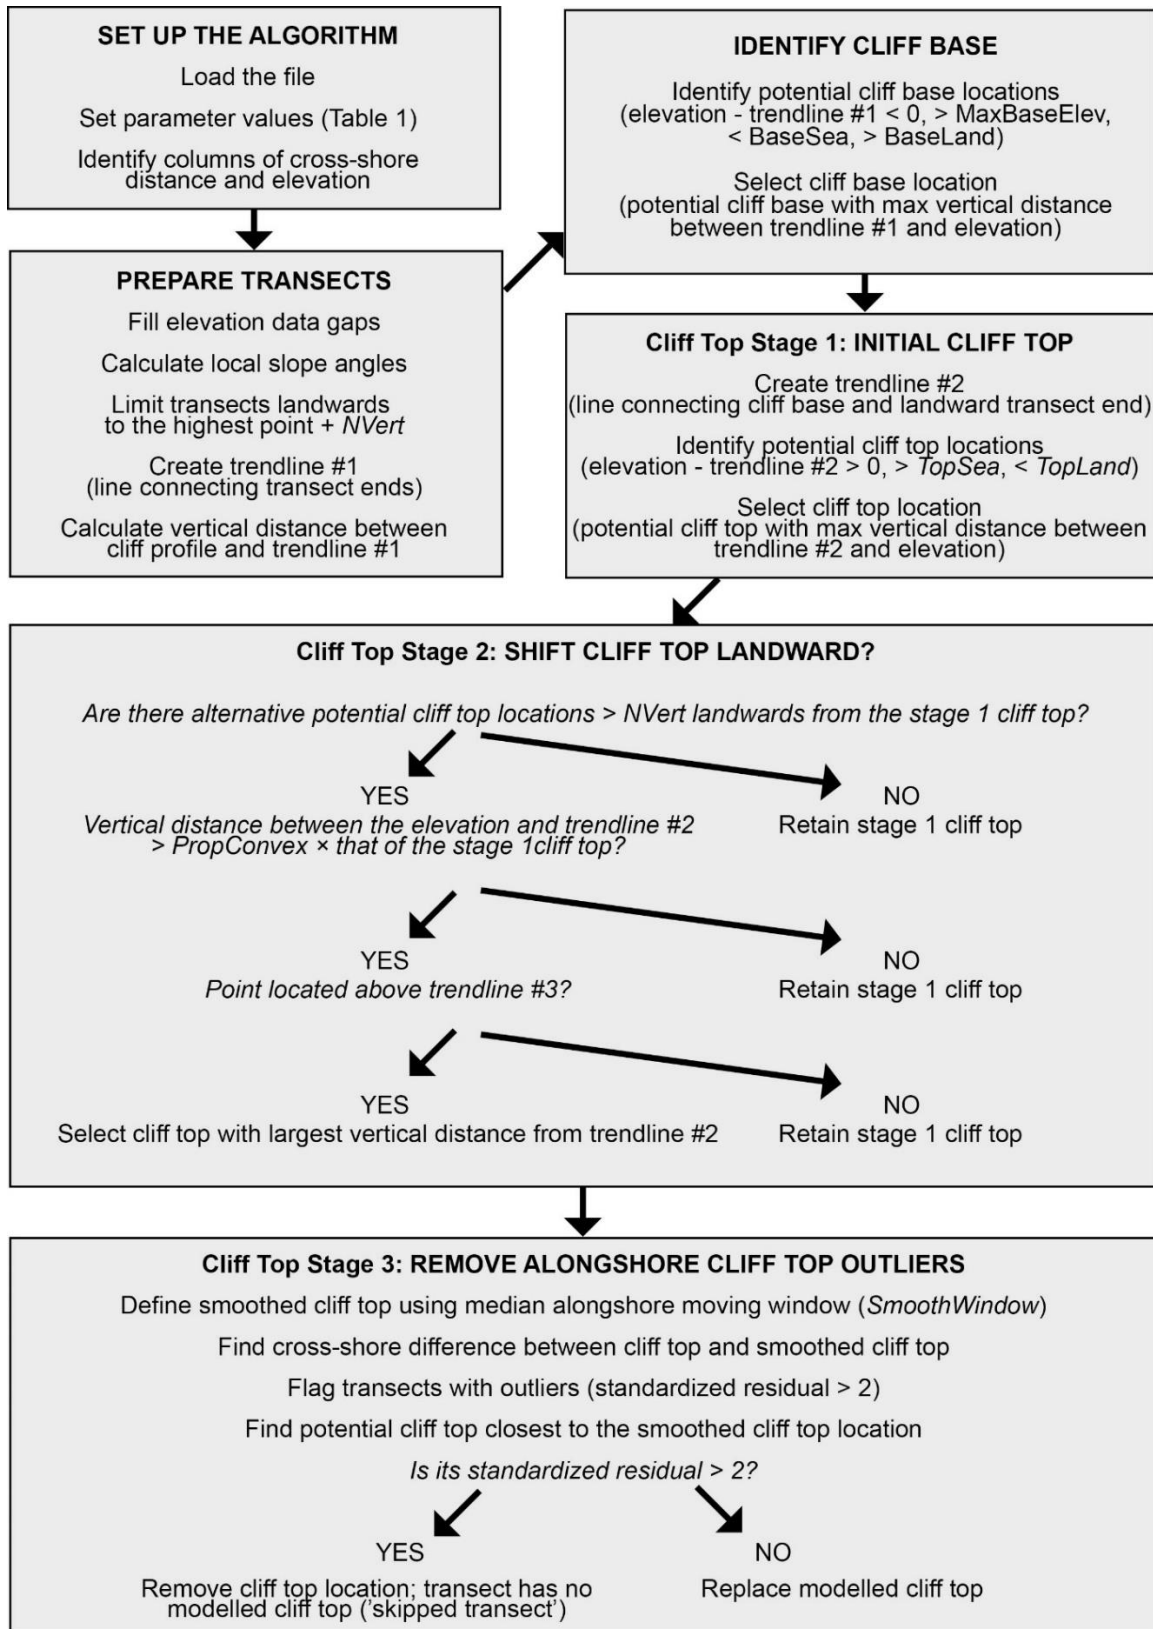 SET UP THE ALGORITHM
Load the file
Set parameter values (Table 1)
Identify columns of cross-shore
distance and elevation
PREPARE TRANSECTS
Fill elevation data gaps
Calculate local slope angles
Limit transects landwards
to the highest point + NVert
Create trendline #1
(line connecting transect ends)
Calculate vertical distance between
cliff profile and trendline #1
IDENTIFY CLIFF BASE
Identify potential cliff base locations
(elevation - trendline #1 < 0, > MaxBaseElev,
< BaseSea, > BaseLand)
Select cliff base location
(potential cliff base with max vertical distance
between trendline #1 and elevation)
Cliff Top Stage 1: INITIAL CLIFF TOP
Create trendline #2
(line connecting cliff base and landward transect end)
Identify potential cliff top locations
(elevation - trendline #2 > 0, > TopSea, < TopLand)
Select cliff top location
(potential cliff top with max vertical distance between
trendline #2 and elevation)
Cliff Top Stage 2: SHIFT CLIFF TOP LANDWARD?
Are there alternative potential cliff top locations > NVert landwards from the stage 1 cliff top?
YES
Vertical distance between the elevation and trendline #2
> PropConvex × that of the stage 1cliff top?
NO
Retain stage 1 cliff top
YES
Point located above trendline #3?
NO
Retain stage 1 cliff top
YES
Select cliff top with largest vertical distance from trendline #2
NO
Retain stage 1 cliff top
Cliff Top Stage 3: REMOVE ALONGSHORE CLIFF TOP OUTLIERS
Define smoothed cliff top using median alongshore moving window (SmoothWindow)
Find cross-shore difference between cliff top and smoothed cliff top
Flag transects with outliers (standardized residual > 2)
Find potential cliff top closest to the smoothed cliff top location
Is its standardized residual > 2?
YES
Remove cliff top location; transect has no
modelled cliff top ('skipped transect')
NO
Replace modelled cliff top